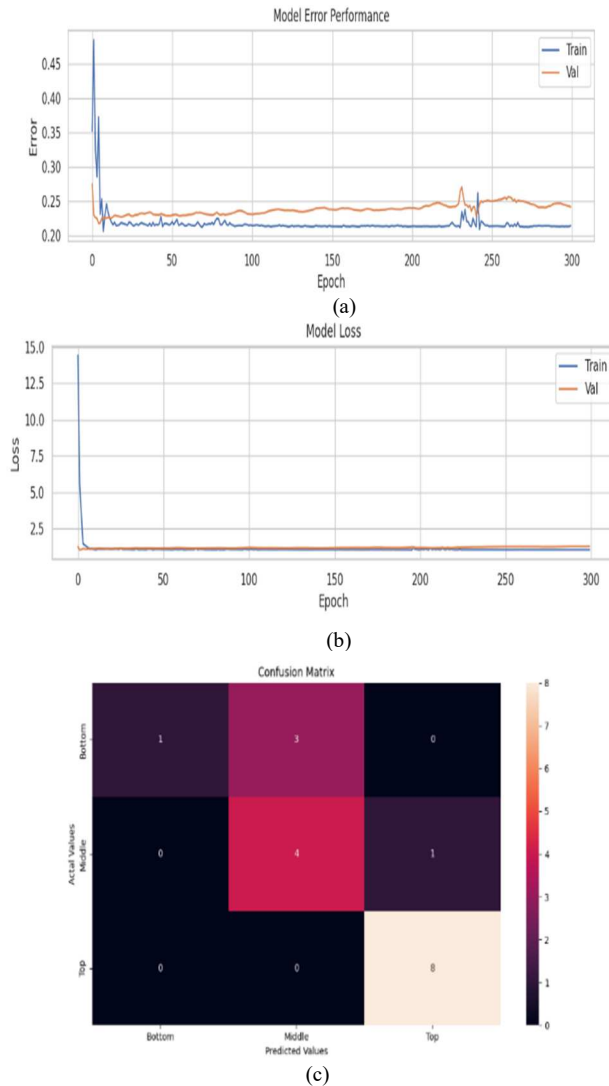 Model Error Performance
Train
Val
0.45
0.40
0.35
0.30
0.25
0.20
Error
0 50 100 150 200 250 300
Epoch
(a)
Model Loss
15.0
12.5
10.0
7.5
5.0
2.5
Loss
Train
Val
0 50 100 150 200 250 300
Epoch
(b)
Confusion Matrix
Bottom 1 3 0
Middle 0 4 1
Top 0 0 8
Actal Values
Bottom Middle Top
Predicted Values
8
7
6
5
4
3
2
1
0
(c)